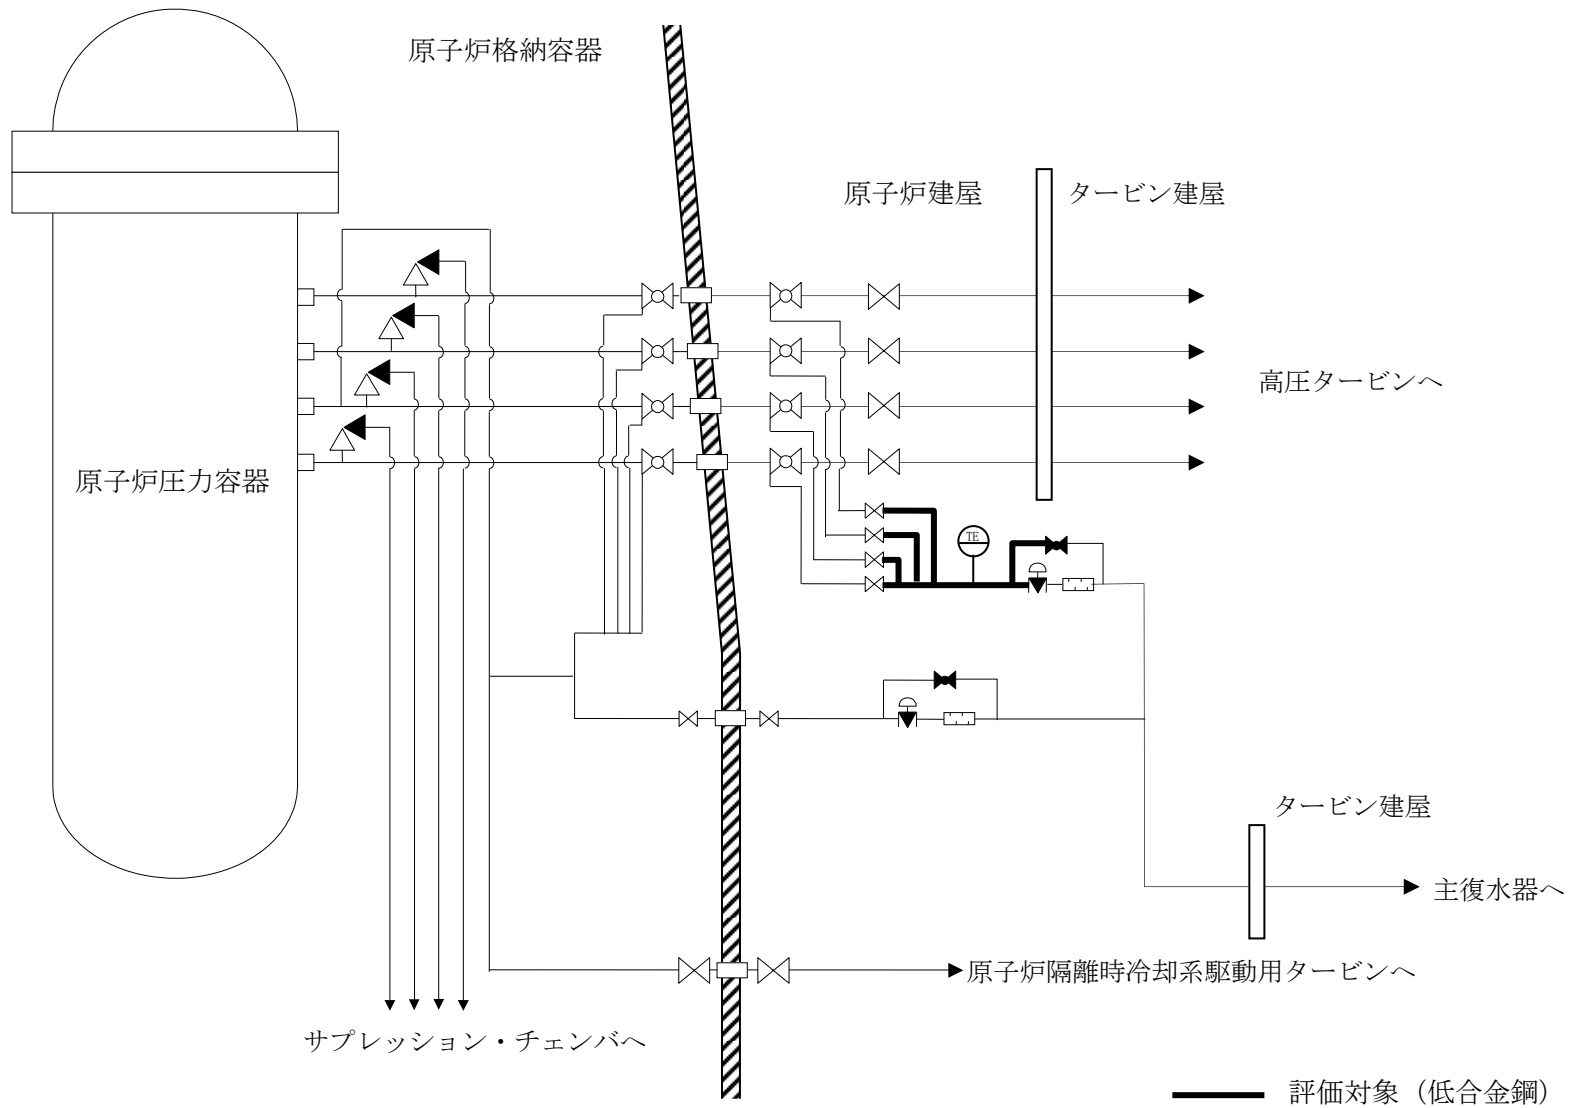 原子炉格納容器
原子炉建屋
タービン建屋
高圧タービンへ
原子炉圧力容器
TE
タービン建屋
主復水器へ
原子炉隔離時冷却系駆動用タービンへ
サプレッション・チェンバへ
評価対象（低合金鋼）